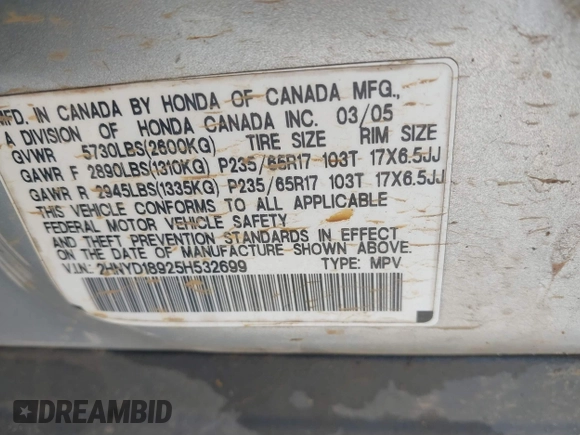 MFD. IN CANADA BY HONDA OF CANADA MFG.,
A DIVISION OF HONDA CANADA INC. 03/05
GVWR 5730LBS(2600KG) TIRE SIZE RIM SIZE
GAWR F 2890LBS(1310KG) P235/65R17 103T 17X6.5JJ
GAWR R 2945LBS(1335KG) P235/65R17 103T 17X6.5JJ
THIS VEHICLE CONFORMS TO ALL APPLICABLE
FEDERAL MOTOR VEHICLE SAFETY
AND THEFT PREVENTION STANDARDS IN EFFECT
ON THE DATE OF MANUFACTURE SHOWN ABOVE.
V.I.N.: 2HNYD18925H532699 TYPE: MPV
DREAMBID